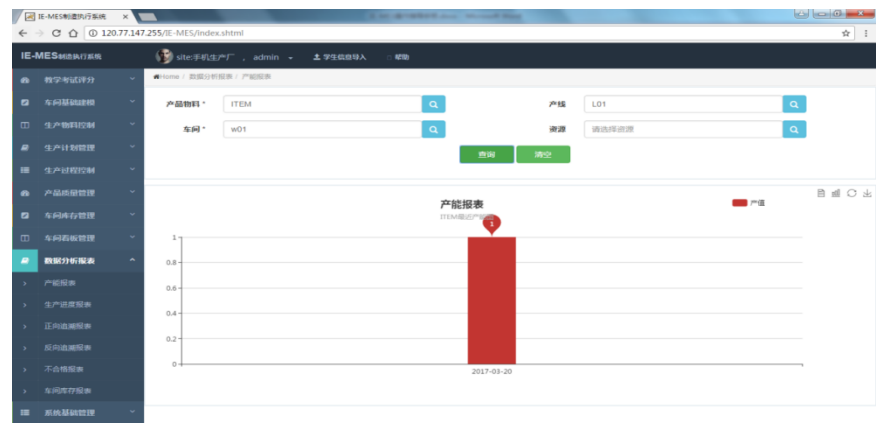 IE-MES制造执行系统
120.77.147.255/IE-MES/index.shtml
IE-MES制造执行系统
site:手机生产厂 , admin
学生信息导入
帮助
教学考试评分
Home / 数据分析报表 / 产能报表
车间基础建模
生产物料控制
生产计划管理
生产过程控制
产品质量管理
车间库存管理
车间看板管理
数据分析报表
产能报表
生产进度报表
正向追溯报表
反向追溯报表
不合格报表
车间库存报表
系统基础管理
产品物料 * ITEM
产线 L01
车间 * w01
资源 请选择资源
查询 清空
产能报表
产值
1
1
0.8
0.6
0.4
0.2
0
2017-03-20